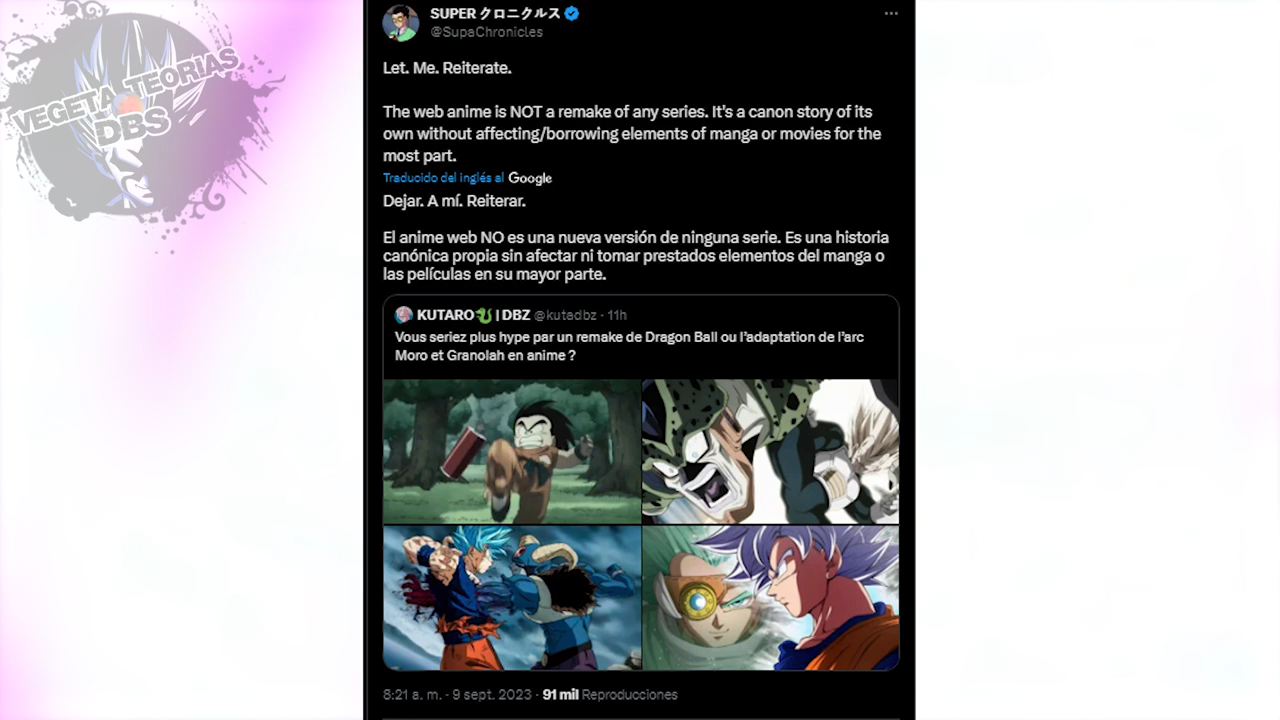 VEGETA TEORIAS
DBS
SUPER クロニクルス
@SupaChronicles
Let. Me. Reiterate.
The web anime is NOT a remake of any series. It's a canon story of its
own without affecting/borrowing elements of manga or movies for the
most part.
Traducido del inglés al Google
Dejar. A mí. Reiterar.
El anime web NO es una nueva versión de ninguna serie. Es una historia
canónica propia sin afectar ni tomar prestados elementos del manga o
las películas en su mayor parte.
KUTARO🐉 | DBZ @kutadbz · 11h
Vous seriez plus hype par un remake de Dragon Ball ou l'adaptation de l'arc
Moro et Granolah en anime ?
8:21 a. m. · 9 sept. 2023 · 91 mil Reproducciones